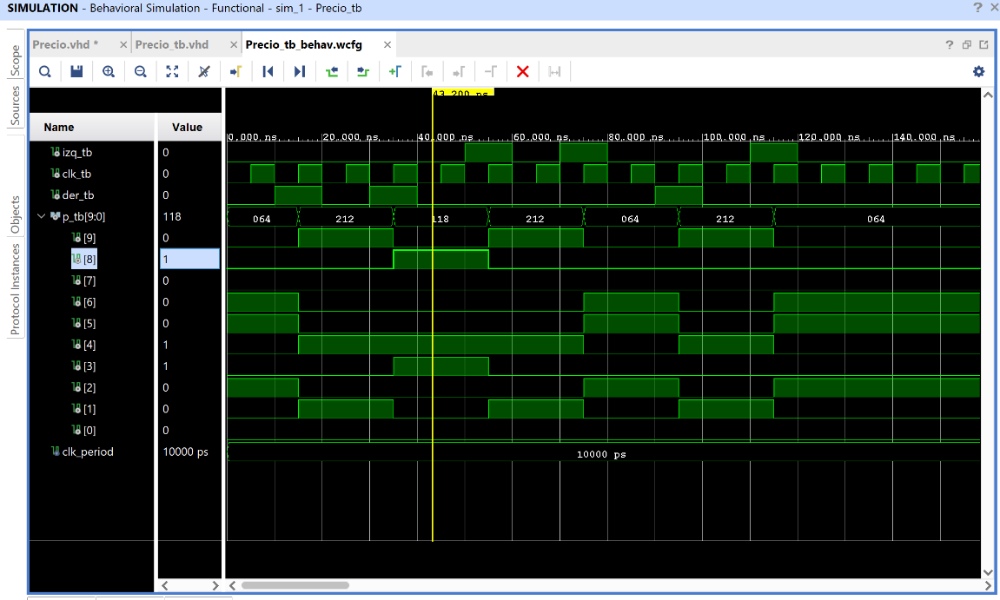 SIMULATION - Behavioral Simulation - Functional - sim_1 - Precio_tb
? ×
Scope
Sources
Objects
Protocol Instances
Precio.vhd * × Precio_tb.vhd × Precio_tb_behav.wcfg ×
?
43.200 ns
Name Value
0.000 ns 20.000 ns 40.000 ns 60.000 ns 80.000 ns 100.000 ns 120.000 ns 140.000 ns
izq_tb 0
clk_tb 0
der_tb 0
p_tb[9:0] 118 064 212 118 212 064 212 064
[9] 0
[8] 1
[7] 0
[6] 0
[5] 0
[4] 1
[3] 1
[2] 0
[1] 0
[0] 0
clk_period 10000 ps 10000 ps